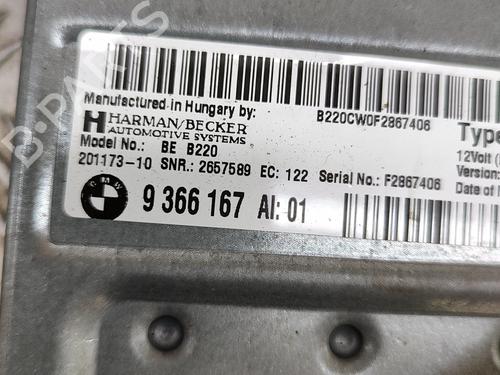 B-PARTS
Manufactured in Hungary by:
B220CW0F2867406
HARMAN/BECKER
AUTOMOTIVE SYSTEMS
Type
Model No.: BE B220
12Volt
201173-10 SNR.: 2657589 EC: 122 Serial No.: F2867406
Version:
Date of
BMW
9 366 167 AI: 01